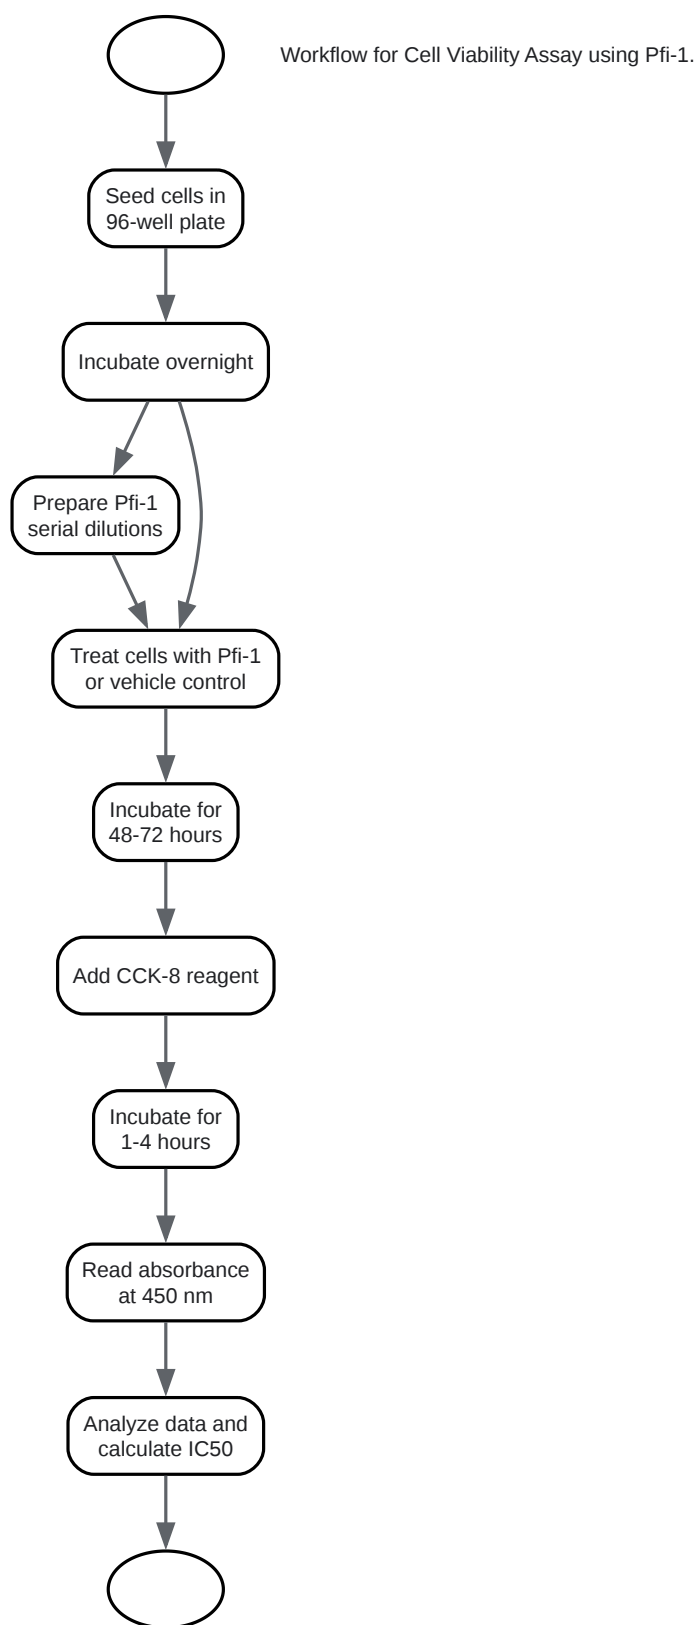 Workflow for Cell Viability Assay using Pfi-1.
Seed cells in
96-well plate
Incubate overnight
Prepare Pfi-1
serial dilutions
Treat cells with Pfi-1
or vehicle control
Incubate for
48-72 hours
Add CCK-8 reagent
Incubate for
1-4 hours
Read absorbance
at 450 nm
Analyze data and
calculate IC50